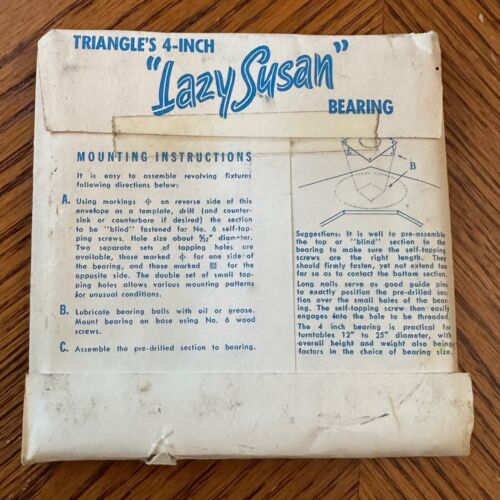 TRIANGLE'S 4-INCH
"Lazy Susan"
BEARING
MOUNTING INSTRUCTIONS
It is easy to assemble revolving fixtures
following directions below:
A. Using markings on reverse side of this
envelope as a template, drill (and counter-
sink or counterbore if desired) the section
to be "blind" fastened for No. 6 self-tap-
ping screws. Hole size about 5/32" diameter.
Two separate sets of tapping holes are
available, those marked for one side
of the bearing, and those marked for the
opposite side. The double set of small tap-
ping holes allows various mounting patterns
for unusual conditions.
B. Lubricate bearing balls with oil or grease.
Mount bearing on base using No. 6 wood
screws.
C. Assemble the pre-drilled section to bearing.
A
B
Suggestions: It is well to pre-assemble
the top or "blind" section to the
bearing to make sure the self-tapping
screws are the right length. They
should firmly fasten, yet not extend too
far so as to contact the bottom section.
Long nails serve as good guide pins
to exactly position the pre-drilled sec-
tion over the small holes of the bear-
ing. The self-tapping screw then easily
engages into the hole to be threaded.
The 4 inch bearing is practical for
turntables 12" to 25" diameter, with
overall height and weight also being
factors in the choice of bearing size.